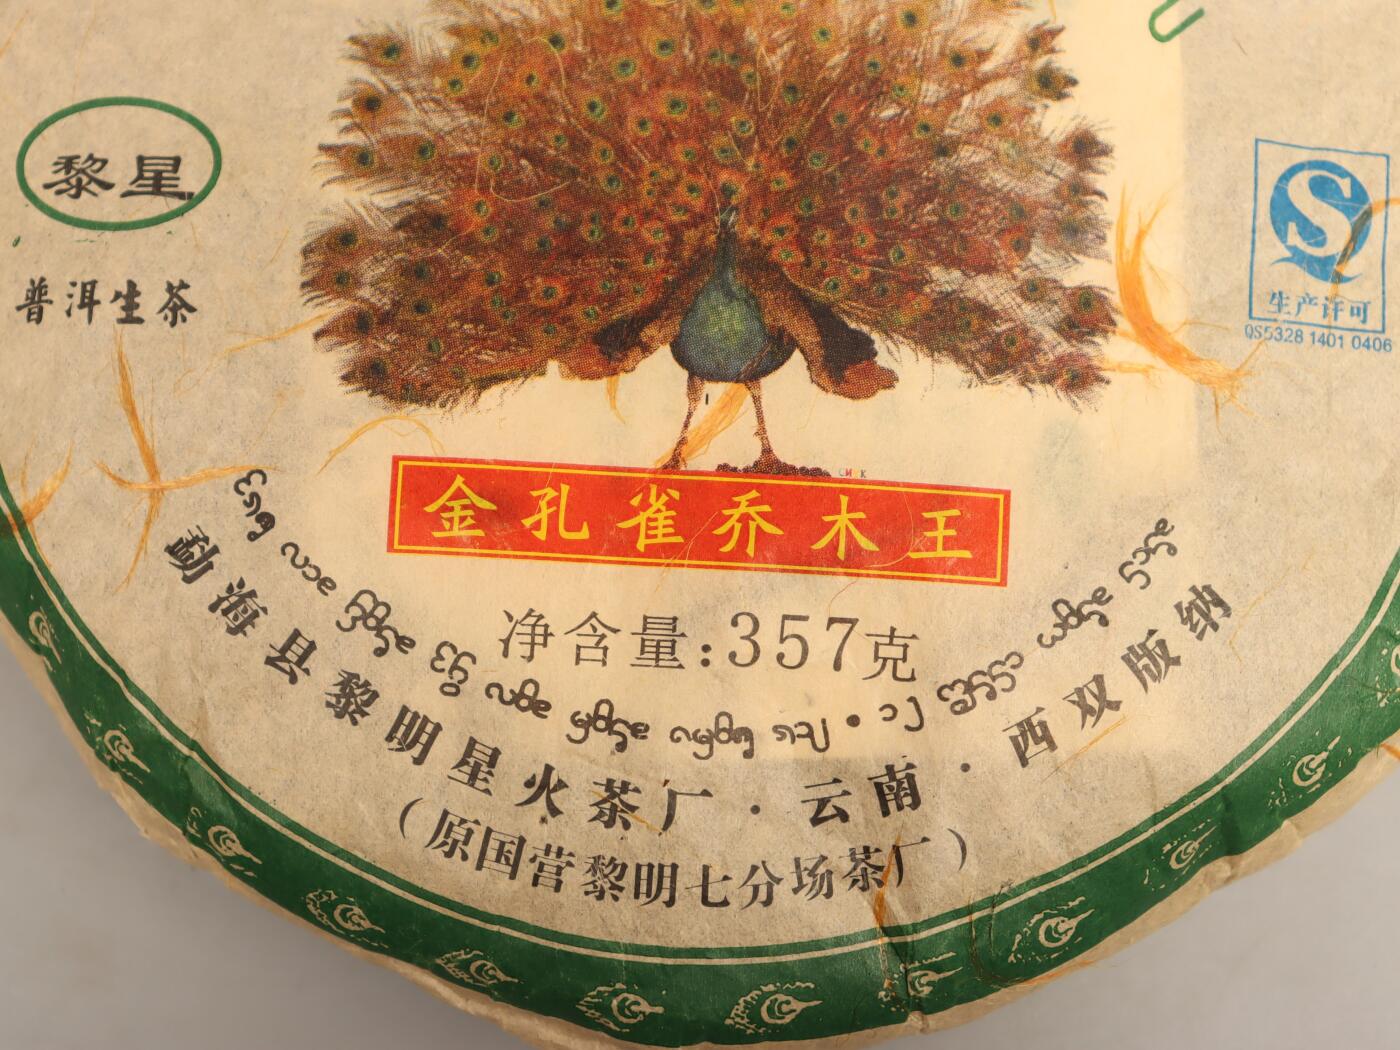 黎星
普洱生茶
S
生产许可
QS5328 1401 0406
CMYK
金孔雀乔木王
净含量:357克
勐海县黎明星火茶厂·云南·西双版纳
(原国营黎明七分场茶厂)